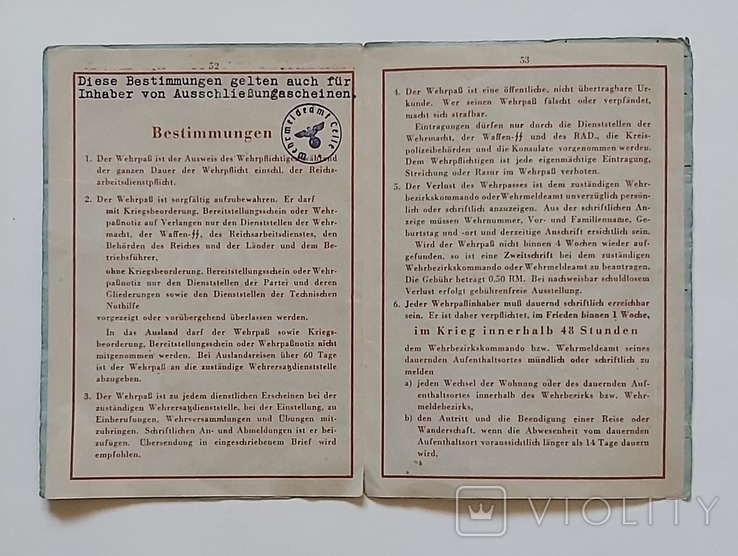 52
Diese Bestimmungen gelten auch für
Inhaber von Ausschließungsscheinen.
Wehrmeldeamt Celle
Bestimmungen
1. Der Wehrpaß ist der Ausweis des Wehrpflichtigen während
der ganzen Dauer der Wehrpflicht einschl. der Reichs-
arbeitsdienstpflicht.
2. Der Wehrpaß ist sorgfältig aufzubewahren. Er darf
mit Kriegsbeorderung, Bereitstellungsschein oder Wehr-
paßnotiz auf Verlangen nur den Dienststellen der Wehr-
macht, der Waffen-SS, des Reichsarbeitsdienstes, den
Behörden des Reiches und der Länder und dem Be-
triebsführer,
ohne Kriegsbeorderung, Bereitstellungsschein oder Wehr-
paßnotiz nur den Dienststellen der Partei und deren
Gliederungen sowie den Dienststellen der Technischen
Nothilfe
vorgezeigt oder vorübergehend überlassen werden.
In das Ausland darf der Wehrpaß sowie Kriegs-
beorderung, Bereitstellungsschein oder Wehrpaßnotiz nicht
mitgenommen werden. Bei Auslandsreisen über 60 Tage
ist der Wehrpaß an die zuständige Wehrersatzdienststelle
abzugeben.
3. Der Wehrpaß ist zu jedem dienstlichen Erscheinen bei der
zuständigen Wehrersatzdienststelle, bei der Einstellung, zu
Einberufungen, Wehrversammlungen und Übungen mit-
zubringen. Schriftlichen An- und Abmeldungen ist er bei-
zufügen. Übersendung in eingeschriebenem Brief wird
empfohlen.
53
4. Der Wehrpaß ist eine öffentliche, nicht übertragbare Ur-
kunde. Wer seinen Wehrpaß fälscht oder verpfändet,
macht sich strafbar.
Eintragungen dürfen nur durch die Dienststellen der
Wehrmacht, der Waffen-SS und des RAD., die Kreis-
polizeibehörden und die Konsulate vorgenommen werden.
Dem Wehrpflichtigen ist jede eigenmächtige Eintragung,
Streichung oder Rasur im Wehrpaß verboten.
5. Der Verlust des Wehrpasses ist dem zuständigen Wehr-
bezirkskommando oder Wehrmeldeamt unverzüglich persön-
lich oder schriftlich anzuzeigen. Aus der schriftlichen An-
zeige müssen Wehrnummer, Vor- und Familienname, Ge-
burtstag und -ort und derzeitige Anschrift ersichtlich sein.
Wird der Wehrpaß nicht binnen 4 Wochen wieder auf-
gefunden, so ist eine Zweitschrift bei dem zuständigen
Wehrbezirkskommando oder Wehrmeldeamt zu beantragen.
Die Gebühr beträgt 0,50 RM. Bei nachweisbar schuldlosem
Verlust erfolgt gebührenfreie Ausstellung.
6. Jeder Wehrpaßinhaber muß dauernd schriftlich erreichbar
sein. Er ist daher verpflichtet, im Frieden binnen 1 Woche,
im Krieg innerhalb 48 Stunden
dem Wehrbezirkskommando bzw. Wehrmeldeamt seines
dauernden Aufenthaltsortes mündlich oder schriftlich zu
melden
a) jeden Wechsel der Wohnung oder des dauernden Auf-
enthaltsortes innerhalb des Wehrbezirks bzw. Wehr-
meldebezirks,
b) den Antritt und die Beendigung einer Reise oder
Wanderschaft, wenn die Abwesenheit vom dauernden
Aufenthaltsort voraussichtlich länger als 14 Tage dauern
wird,
VIOLITY